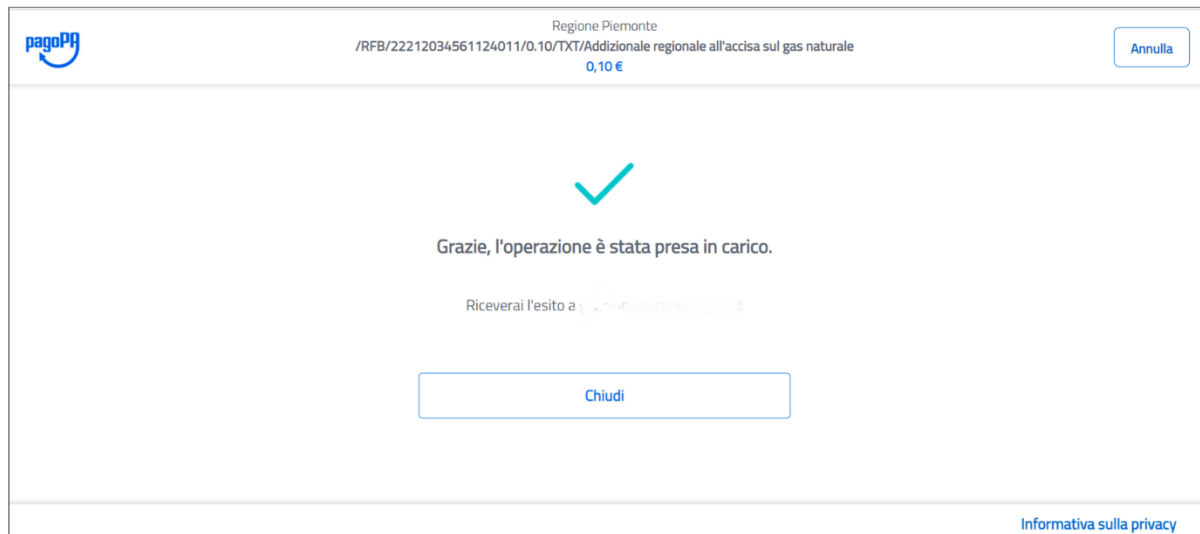 pagoPA
Regione Piemonte
/RFB/22212034561124011/0.10/TXT/Addizionale regionale all'accisa sul gas naturale
0,10 €
Annulla
Grazie, l'operazione è stata presa in carico.
Riceverai l'esito a
Chiudi
Informativa sulla privacy